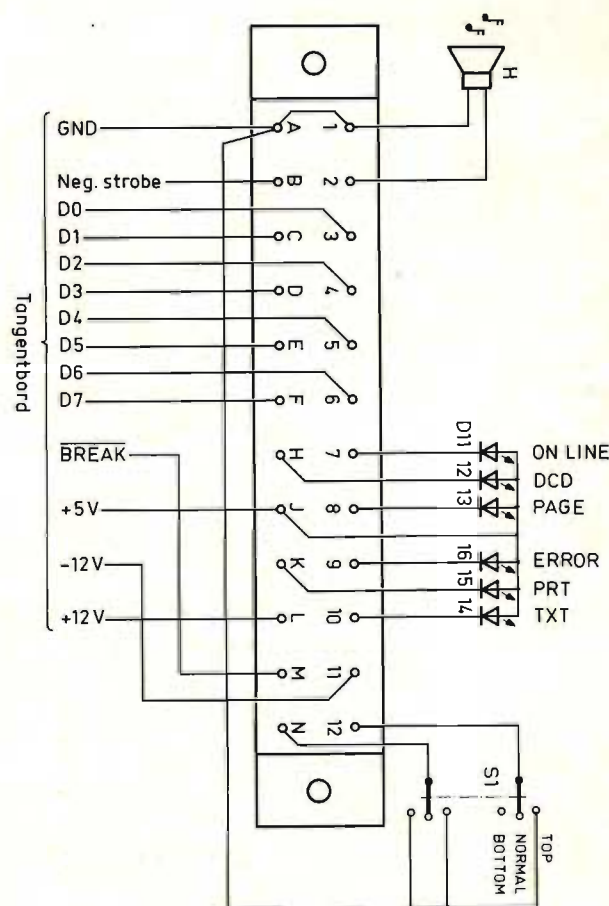 H
GND
A 1
Neg. strobe
B 2
D0
3
D1
C
D2
4
D3
D
D4
5
D5
E
D6
6
D7
F
Tangentbord
H 7
D11
ON LINE
12
DCD
BREAK
+5V
J 8
13
PAGE
-12V
K 9
16
ERROR
15
PRT
+12V
L 10
14
TXT
M 11
N 12
S1
TOP
NORMAL
BOTTOM